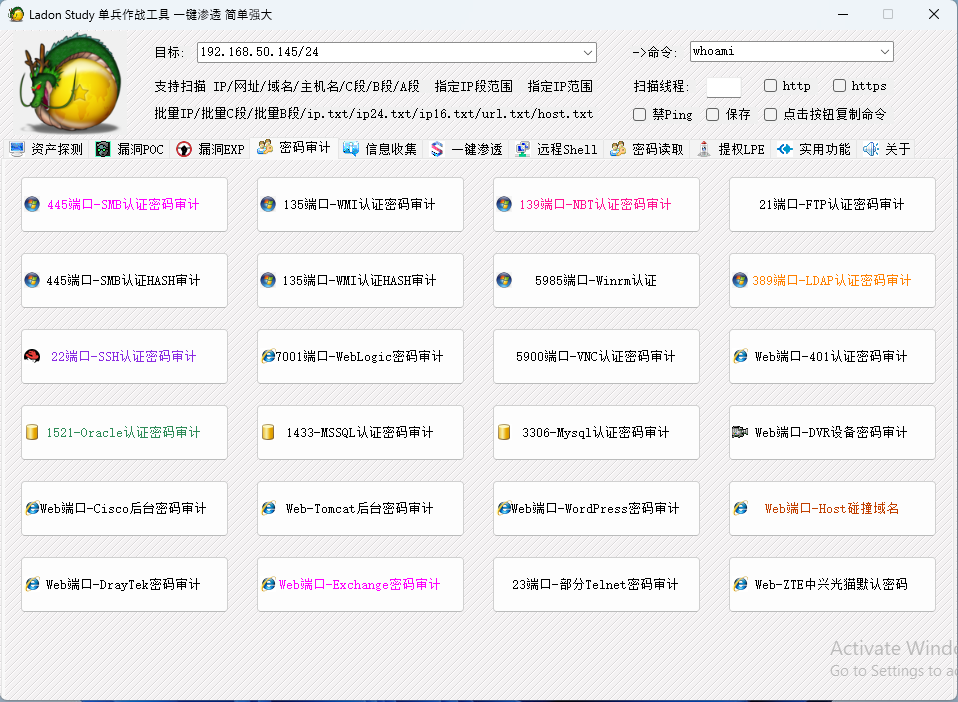 Ladon Study 单兵作战工具 一键渗透 简单强大
目标: 192.168.50.145/24 ->命令: whoami
支持扫描 IP/网址/域名/主机名/C段/B段/A段 指定IP段范围 指定IP范围 扫描线程: http https
批量IP/批量C段/批量B段/ip.txt/ip24.txt/ip16.txt/url.txt/host.txt 禁Ping 保存 点击按钮复制命令
资产探测 漏洞POC 漏洞EXP 密码审计 信息收集 一键渗透 远程Shell 密码读取 提权LPE 实用功能 关于
445端口-SMB认证密码审计 135端口-WMI认证密码审计 139端口-NBT认证密码审计 21端口-FTP认证密码审计
445端口-SMB认证HASH审计 135端口-WMI认证HASH审计 5985端口-Winrm认证 389端口-LDAP认证密码审计
22端口-SSH认证密码审计 7001端口-WebLogic密码审计 5900端口-VNC认证密码审计 Web端口-401认证密码审计
1521-Oracle认证密码审计 1433-MSSQL认证密码审计 3306-Mysql认证密码审计 Web端口-DVR设备密码审计
Web端口-Cisco后台密码审计 Web-Tomcat后台密码审计 Web端口-WordPress密码审计 Web端口-Host碰撞域名
Web端口-DrayTek密码审计 Web端口-Exchange密码审计 23端口-部分Telnet密码审计 Web-ZTE中兴光猫默认密码
Activate Windo
Go to Settings to a